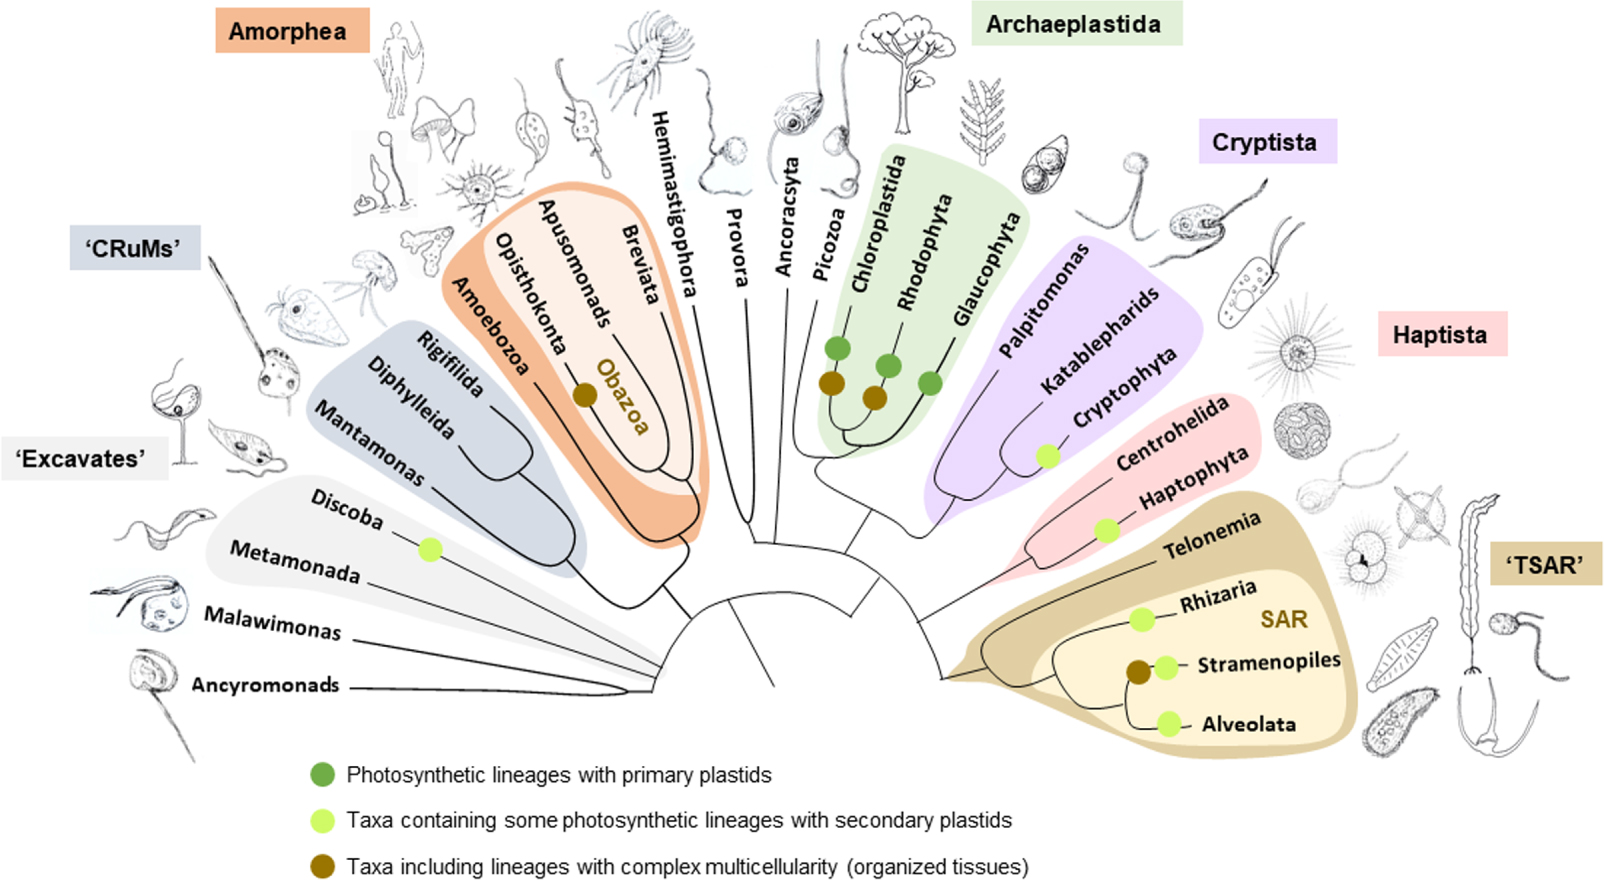 Amorphea
Archaeplastida
Cryptista
‘CRuMs’
Haptista
‘Excavates’
‘TSAR’
Ancyromonads
Malawimonas
Metamonada
Discoba
Mantamonas
Diphylleida
Rigifilida
Amoebozoa
Opisthokonta
Apusomonads
Breviata
Obazoa
Hemimastigophora
Provora
Ancoracsyta
Picozoa
Chloroplastida
Rhodophyta
Glaucophyta
Palpitomonas
Katablepharids
Cryptophyta
Centrohelida
Haptophyta
Telonemia
Rhizaria
SAR
Stramenopiles
Alveolata
Photosynthetic lineages with primary plastids
Taxa containing some photosynthetic lineages with secondary plastids
Taxa including lineages with complex multicellularity (organized tissues)